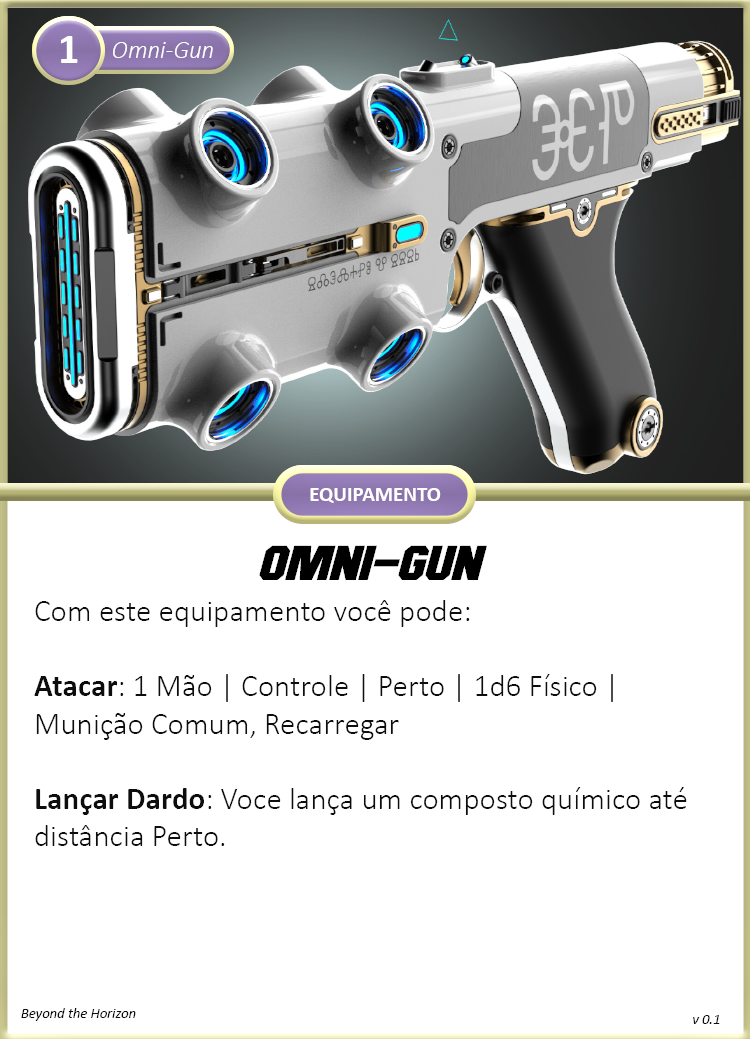 1 Omni-Gun
EQUIPAMENTO
OMNI-GUN
Com este equipamento você pode:
Atacar: 1 Mão | Controle | Perto | 1d6 Físico |
Munição Comum, Recarregar
Lançar Dardo: Voce lança um composto químico até
distância Perto.
Beyond the Horizon
v 0.1